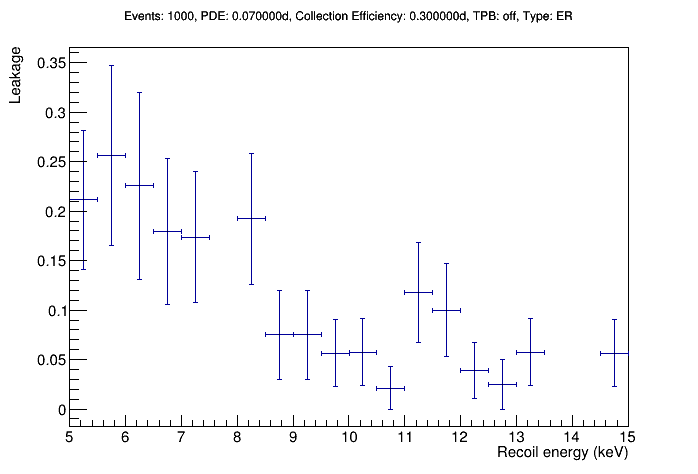 Events: 1000, PDE: 0.070000d, Collection Efficiency: 0.300000d, TPB: off, Type: ER
Leakage
0.35
0.3
0.25
0.2
0.15
0.1
0.05
0
5 6 7 8 9 10 11 12 13 14 15
Recoil energy (keV)